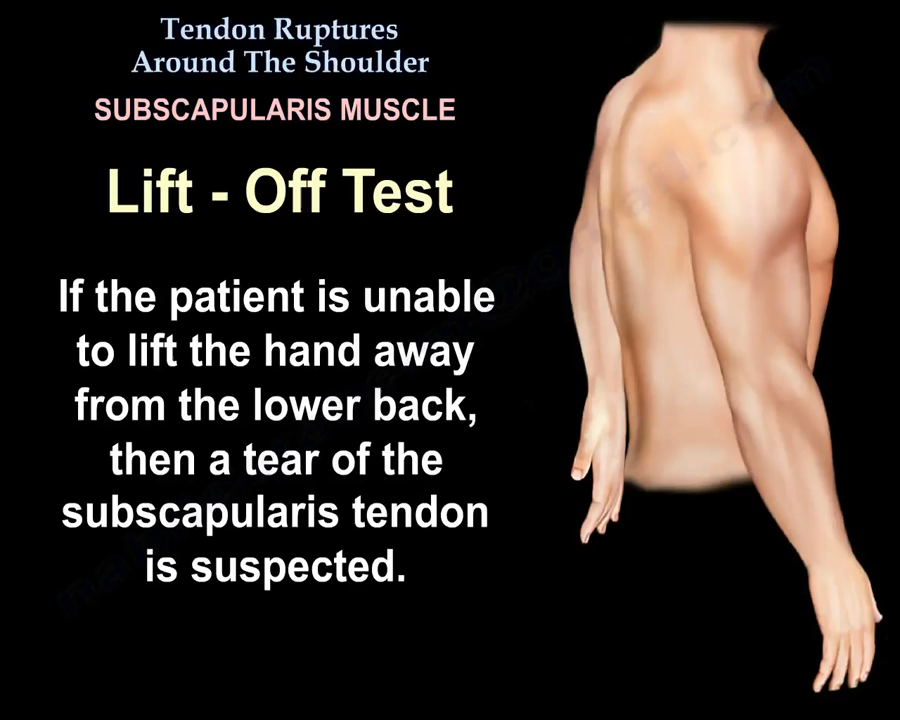 Tendon Ruptures
Around The Shoulder
SUBSCAPULARIS MUSCLE
Lift - Off Test
If the patient is unable
to lift the hand away
from the lower back,
then a tear of the
subscapularis tendon
is suspected.